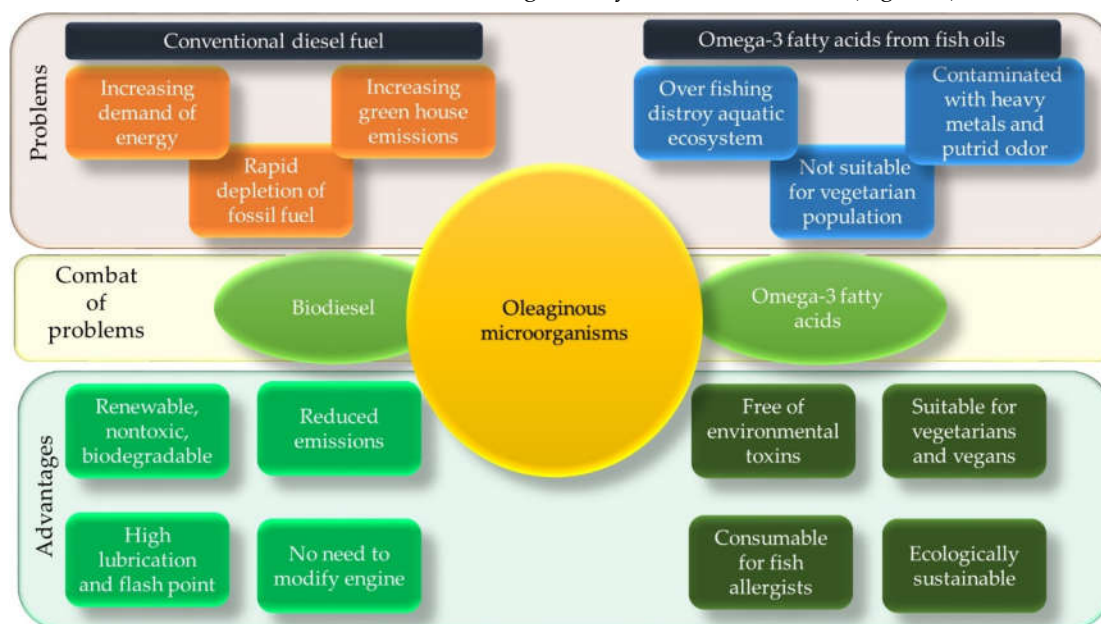 Conventional diesel fuel
Omega-3 fatty acids from fish oils
Problems
Increasing
demand of
energy
Increasing
green house
emissions
Rapid
depletion of
fossil fuel
Over fishing
distroy aquatic
ecosystem
Contaminated
with heavy
metals and
putrid odor
Not suitable
for vegetarian
population
Combat
of
problems
Biodiesel
Oleaginous
microorganisms
Omega-3 fatty
acids
Advantages
Renewable,
nontoxic,
biodegradable
Reduced
emissions
High
lubrication
and flash point
No need to
modify engine
Free of
environmental
toxins
Suitable for
vegetarians
and vegans
Consumable
for fish
allergists
Ecologically
sustainable